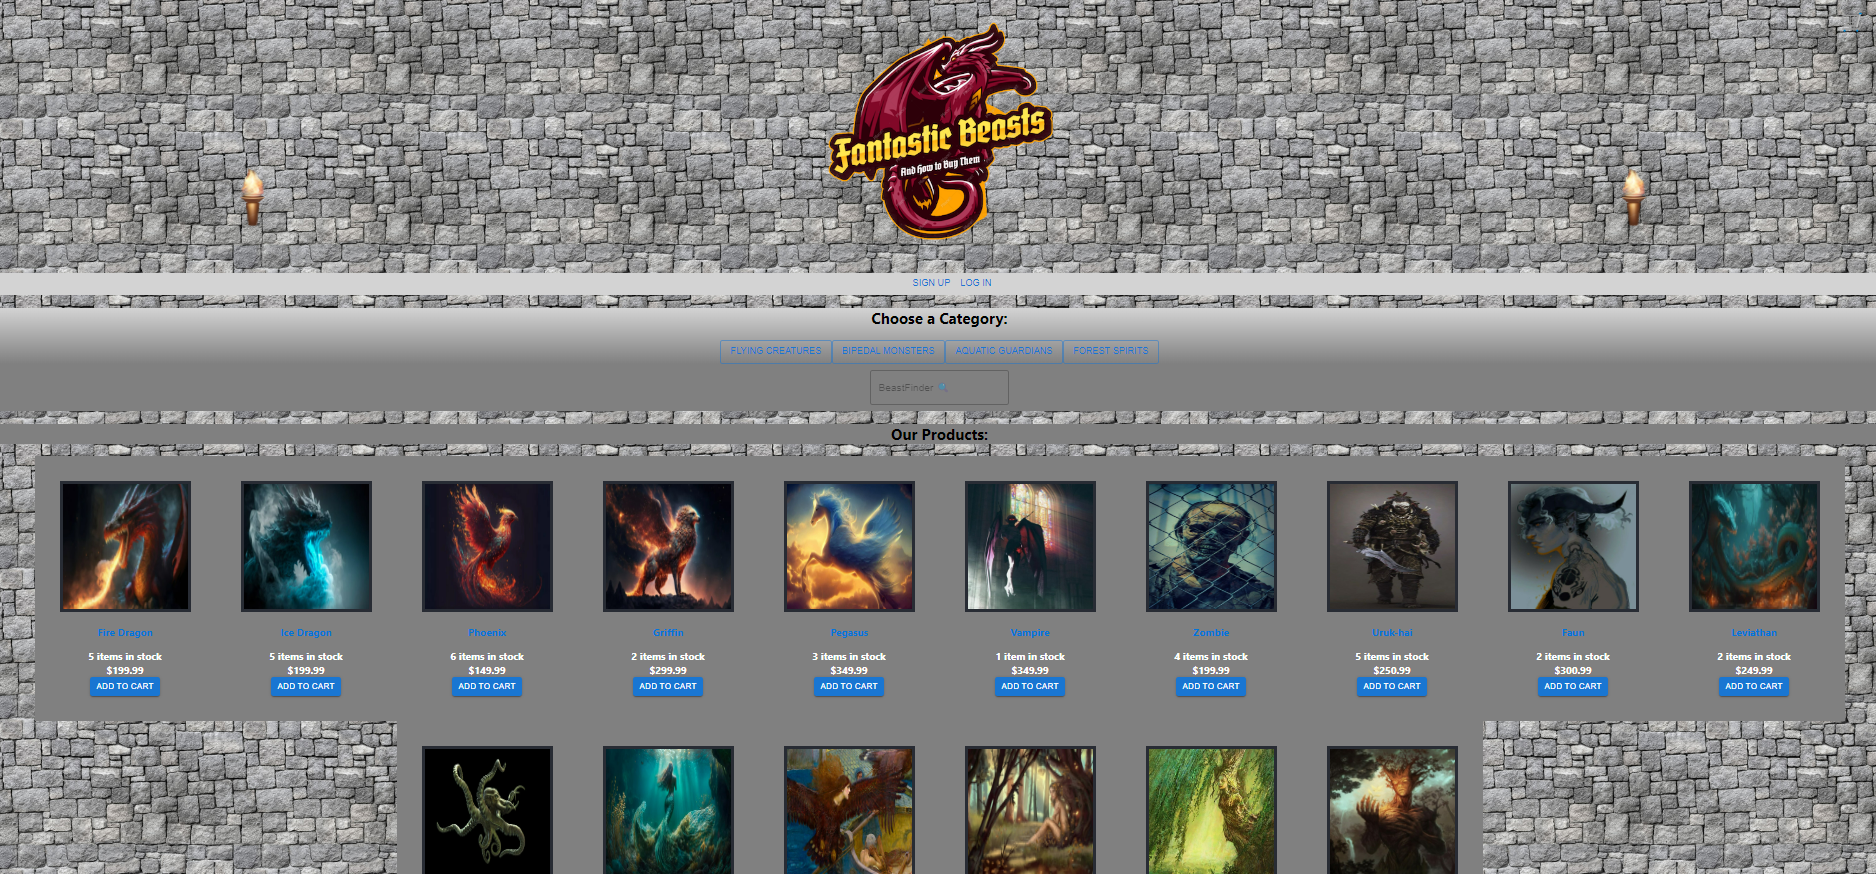 Fantastic Beasts
And How to Buy Them
SIGN UP LOG IN
Choose a Category:
FLYING CREATURES BIPEDAL MONSTERS AQUATIC GUARDIANS FOREST SPIRITS
BeastFinder
Our Products:
Fire Dragon Ice Dragon Phoenix Griffin Pegasus Vampire Zombie Uruk-hai Faun Leviathan
5 items in stock 5 items in stock 6 items in stock 2 items in stock 3 items in stock 1 item in stock 4 items in stock 5 items in stock 2 items in stock 2 items in stock
$199.99 $199.99 $149.99 $299.99 $349.99 $349.99 $199.99 $250.99 $300.99 $249.99
ADD TO CART ADD TO CART ADD TO CART ADD TO CART ADD TO CART ADD TO CART ADD TO CART ADD TO CART ADD TO CART ADD TO CART